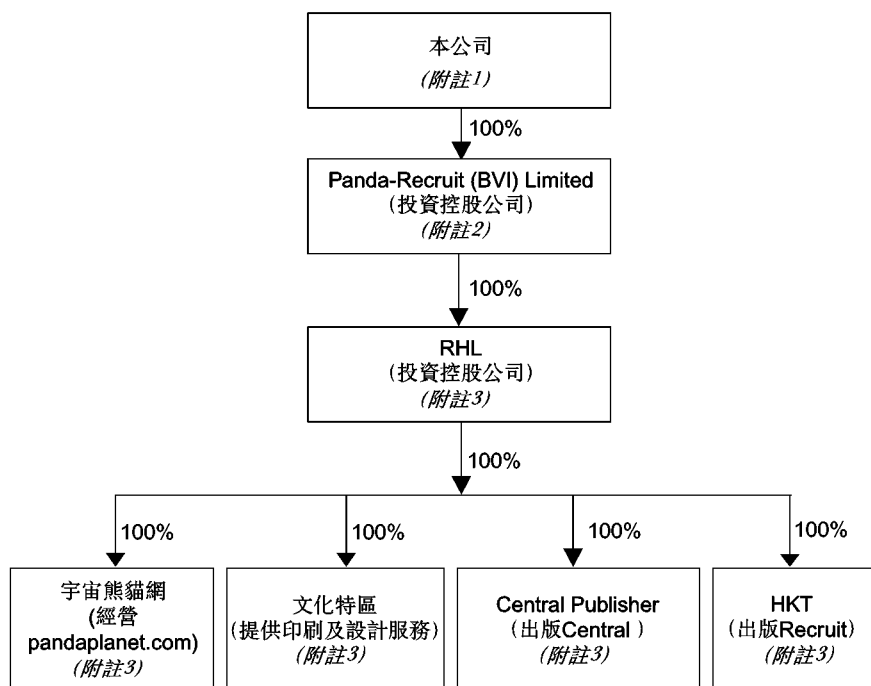 本公司
(附註1)
100%
Panda-Recruit (BVI) Limited
(投資控股公司)
(附註2)
100%
RHL
(投資控股公司)
(附註3)
100%
100%
100%
100%
100%
宇宙熊貓網
(經營
pandaplanet.com)
(附註3)
文化特區
(提供印刷及設計服務)
(附註3)
Central Publisher
(出版Central )
(附註3)
HKT
(出版Recruit)
(附註3)